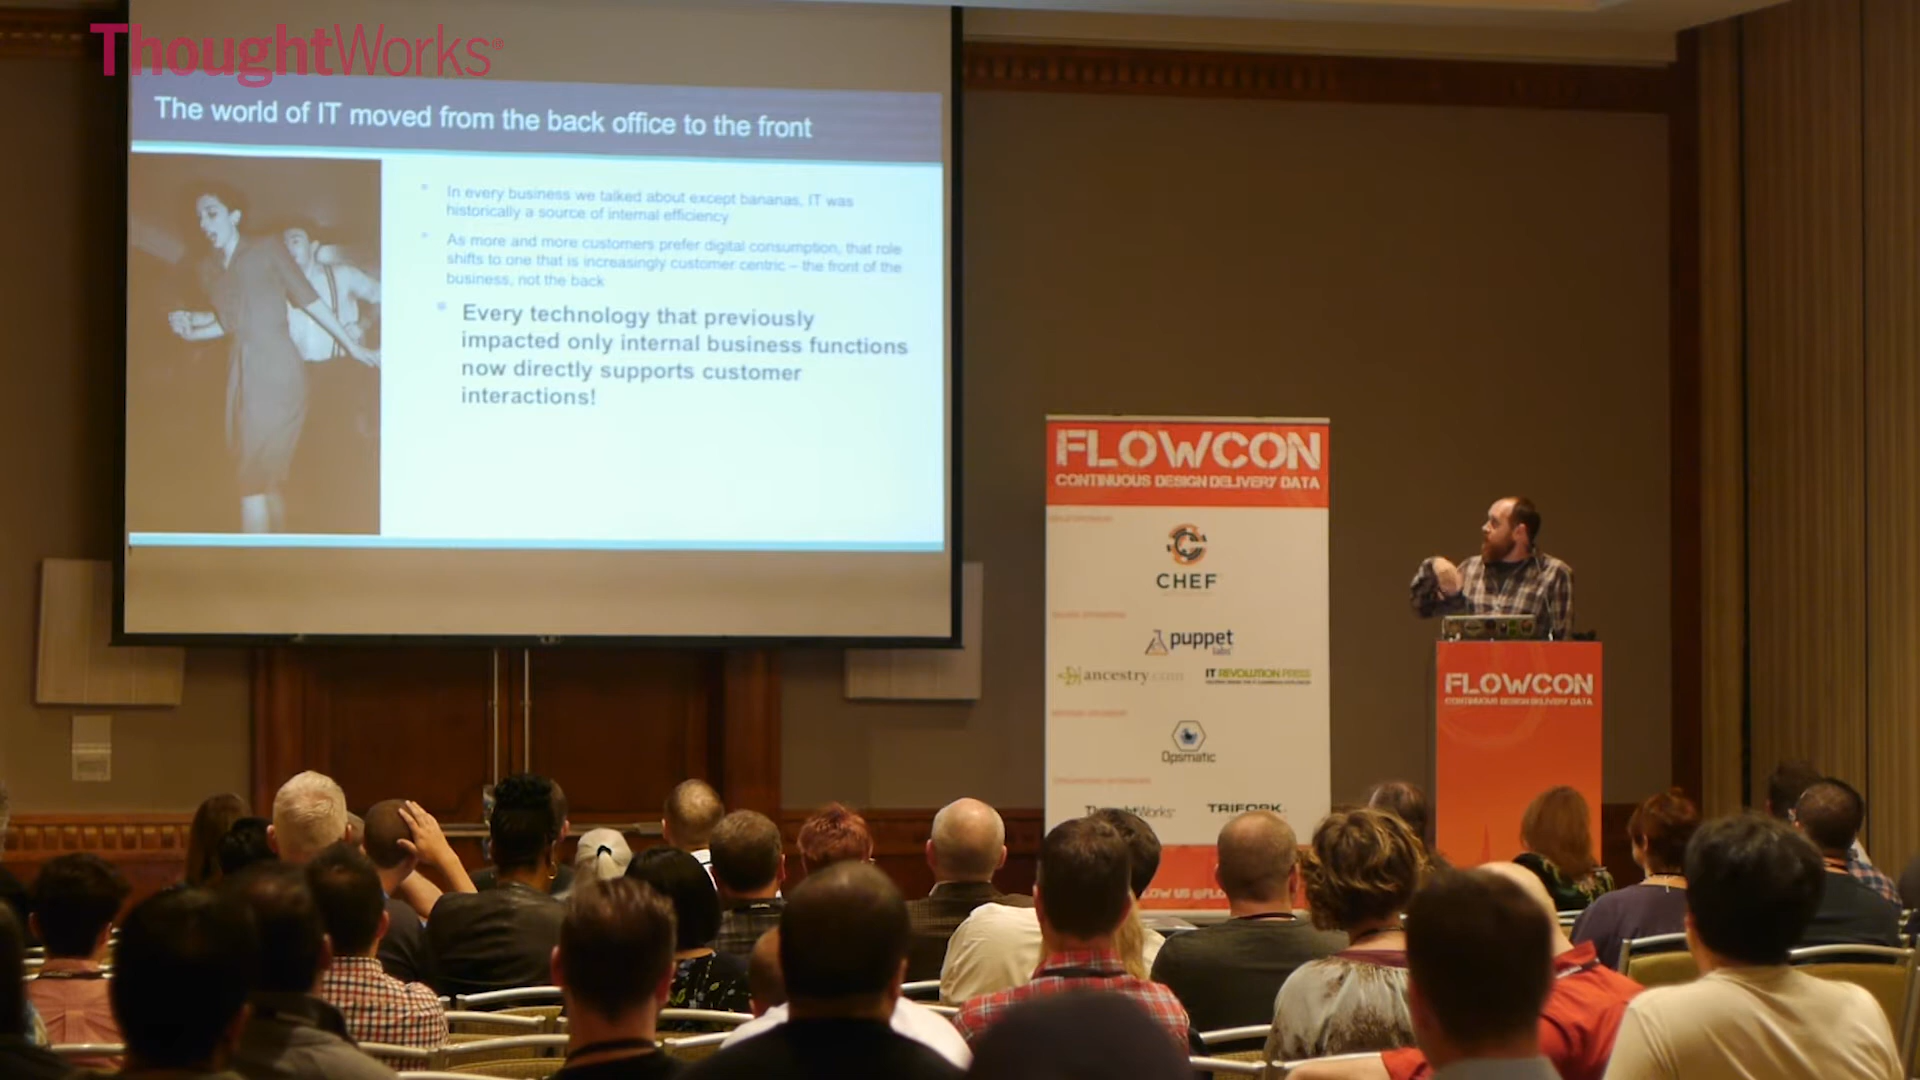 ThoughtWorks®
The world of IT moved from the back office to the front
In every business we talked about except bananas, IT was
historically a source of internal efficiency
As more and more customers prefer digital consumption, that role
shifts to one that is increasingly customer centric – the front of the
business, not the back
Every technology that previously
impacted only internal business functions
now directly supports customer
interactions!
FLOWCON
CONTINUOUS DESIGN DELIVERY DATA
CHEF
puppet
labs
ancestry.com
IT REVOLUTION PRESS
Opsmatic
ThoughtWorks
TRIFORK.
FLOWCON
CONTINUOUS DESIGN DELIVERY DATA